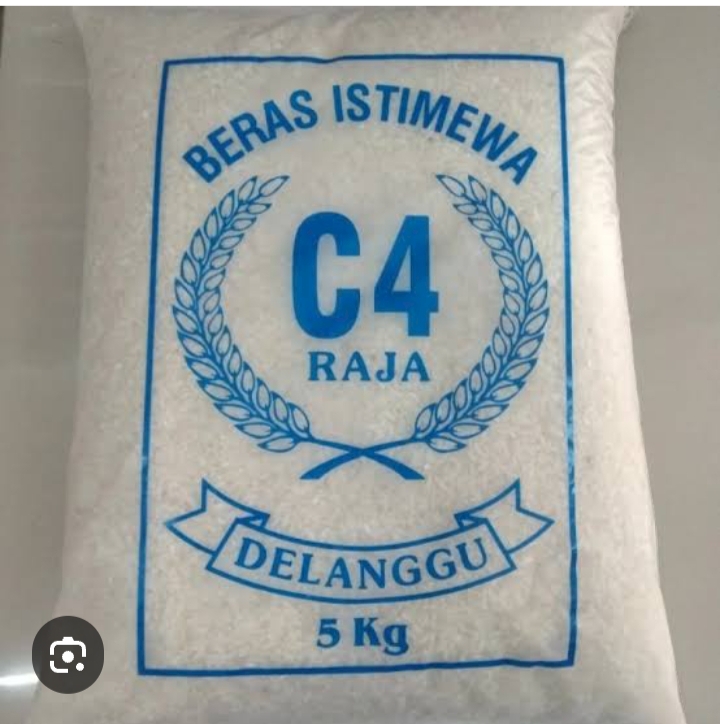 BERAS ISTIMEWA
C4
RAJA
DELANGGU
5 Kg